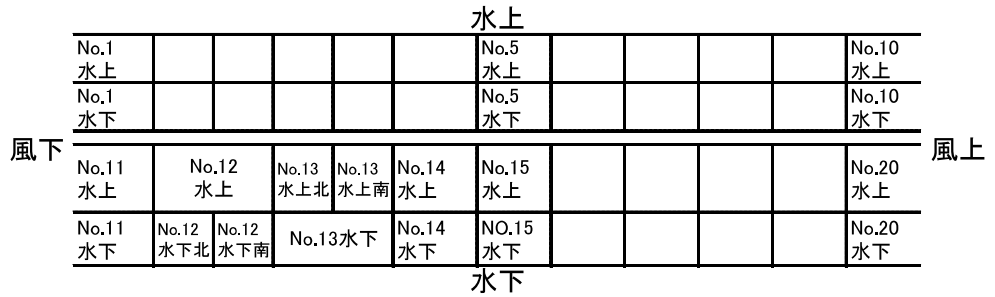 水上
No.1 No.5 No.10
水上 水上 水上
No.1 No.5 No.10
水下 水下 水下
風下 風上
No.11 No.12 No.13 No.13 No.14 No.15 No.20
水上 水上 水上北 水上南 水上 水上 水上
No.11 No.12 No.12 No.13水下 No.14 NO.15 No.20
水下 水下北 水下南 水下 水下 水下
水下